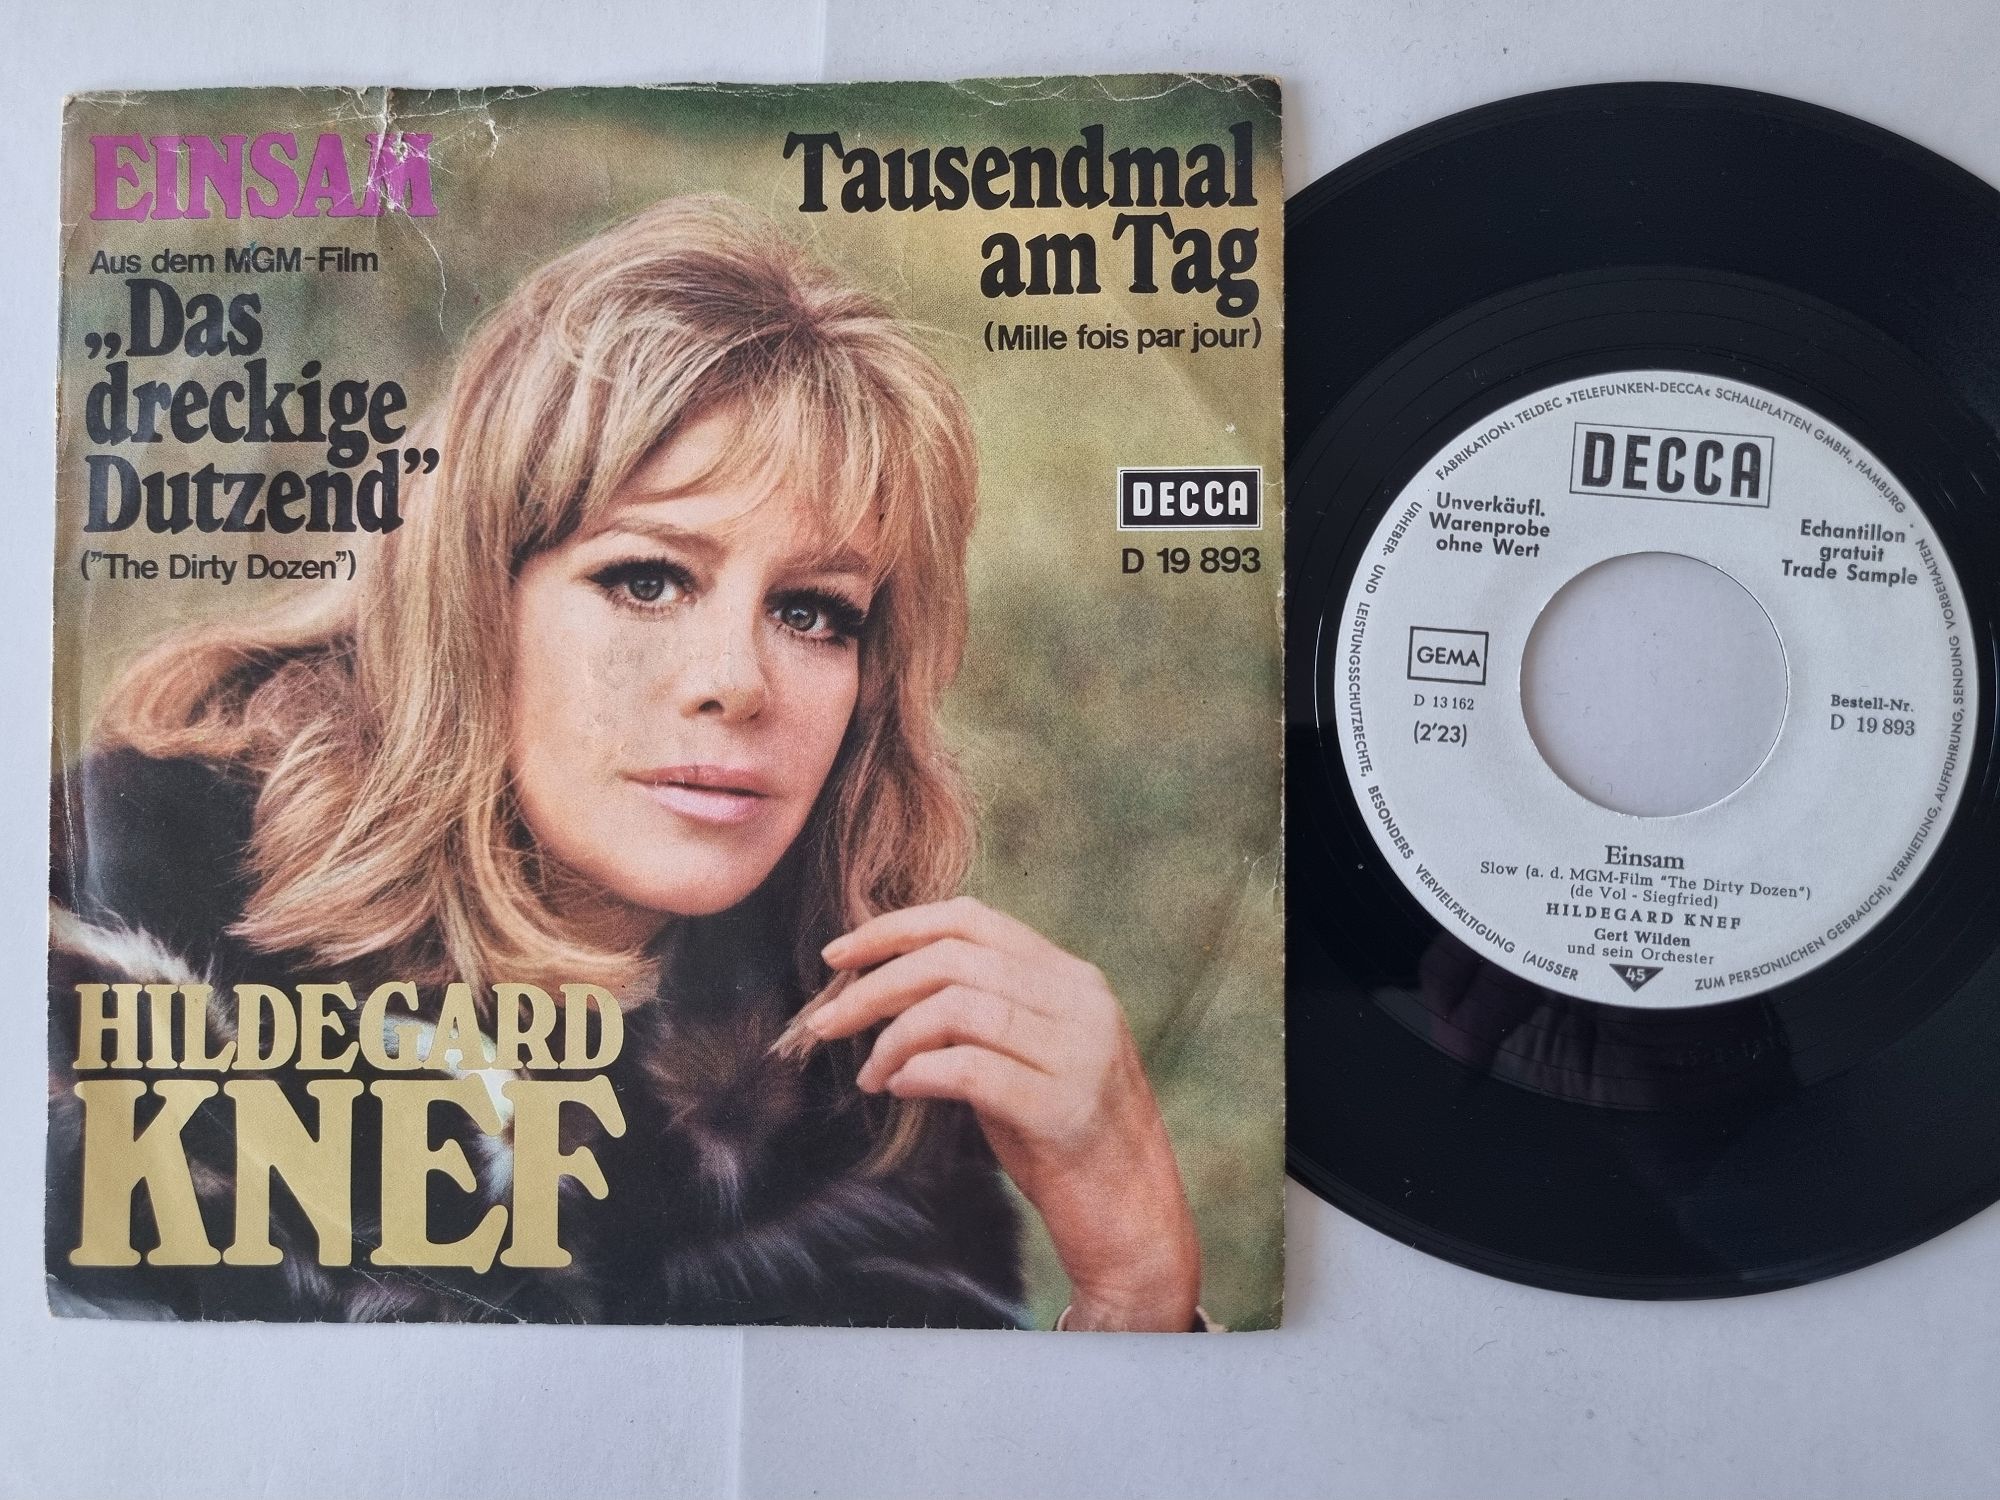 EINSAM
Aus dem MGM-Film
„Das
dreckige
Dutzend”
(”The Dirty Dozen”)
Tausendmal
am Tag
(Mille fois par jour)
DECCA
D 19 893
HILDEGARD
KNEF
FABRIKATION: TELDEC ›TELEFUNKEN-DECCA‹ SCHALLPLATTEN GMBH., HAMBURG ·
URHEBER- UND LEISTUNGSSCHUTZRECHTE, BESONDERS VERVIELFÄLTIGUNG (AUSSER ZUM PERSÖNLICHEN GEBRAUCH), VERMIETUNG, AUFFÜHRUNG, SENDUNG VORBEHALTEN ·
DECCA
Unverkäufl.
Warenprobe
ohne Wert
Echantillon
gratuit
Trade Sample
GEMA
D 13 162
(2'23)
Bestell-Nr.
D 19 893
Einsam
Slow (a. d. MGM-Film "The Dirty Dozen")
(de Vol - Siegfried)
HILDEGARD KNEF
Gert Wilden
und sein Orchester
45